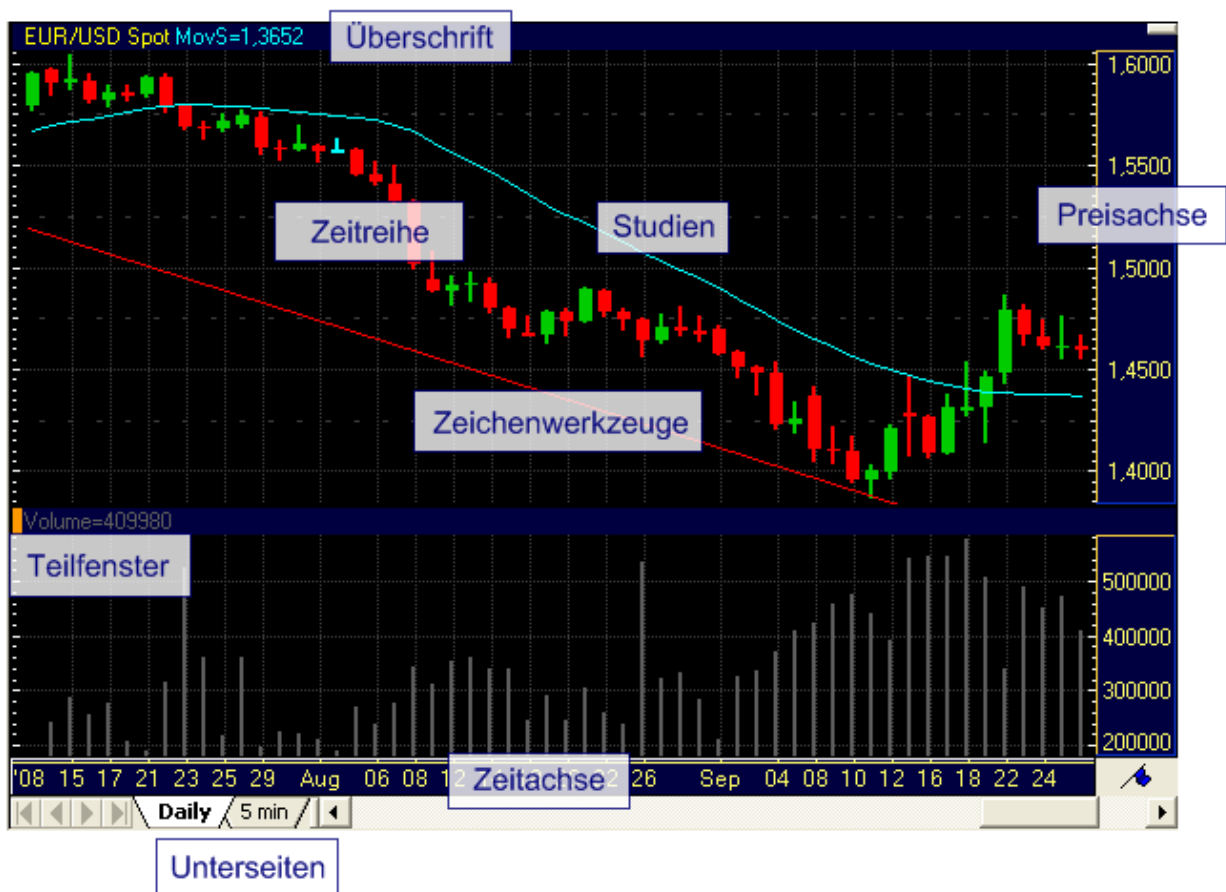 EUR/USD Spot MovS=1,3652
Überschrift
1,6000
1,5500
Zeitreihe
Studien
Preisachse
1,5000
1,4500
Zeichenwerkzeuge
1,4000
Volume=409980
Teilfenster
500000
400000
300000
200000
'08 15 17 21 23 25 29 Aug 06 08 12 26 Sep 04 08 10 12 16 18 22 24
Zeitachse
Daily 5 min
Unterseiten